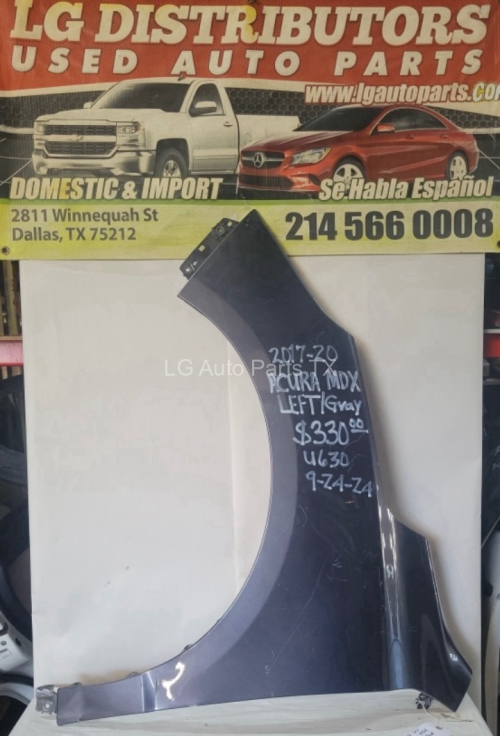 LG DISTRIBUTORS
USED AUTO PARTS
www.lgautoparts.co
DOMESTIC & IMPORT
Se Habla Español
2811 Winnequah St
Dallas, TX 75212
214 566 0008
2017-20
LG Auto Parts TX
ACURA MDX
LEFT/Gray
$330.00
U630
9-24-24